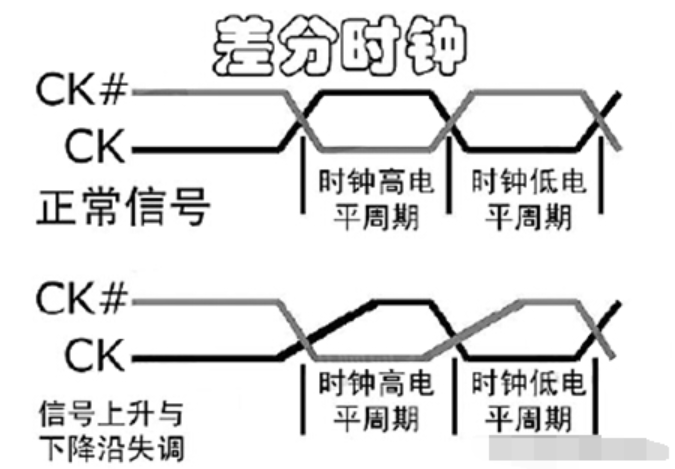 差分时钟
CK#
CK
时钟高电
平周期
时钟低电
平周期
正常信号
CK#
CK
时钟高电
平周期
时钟低电
平周期
信号上升与
下降沿失调